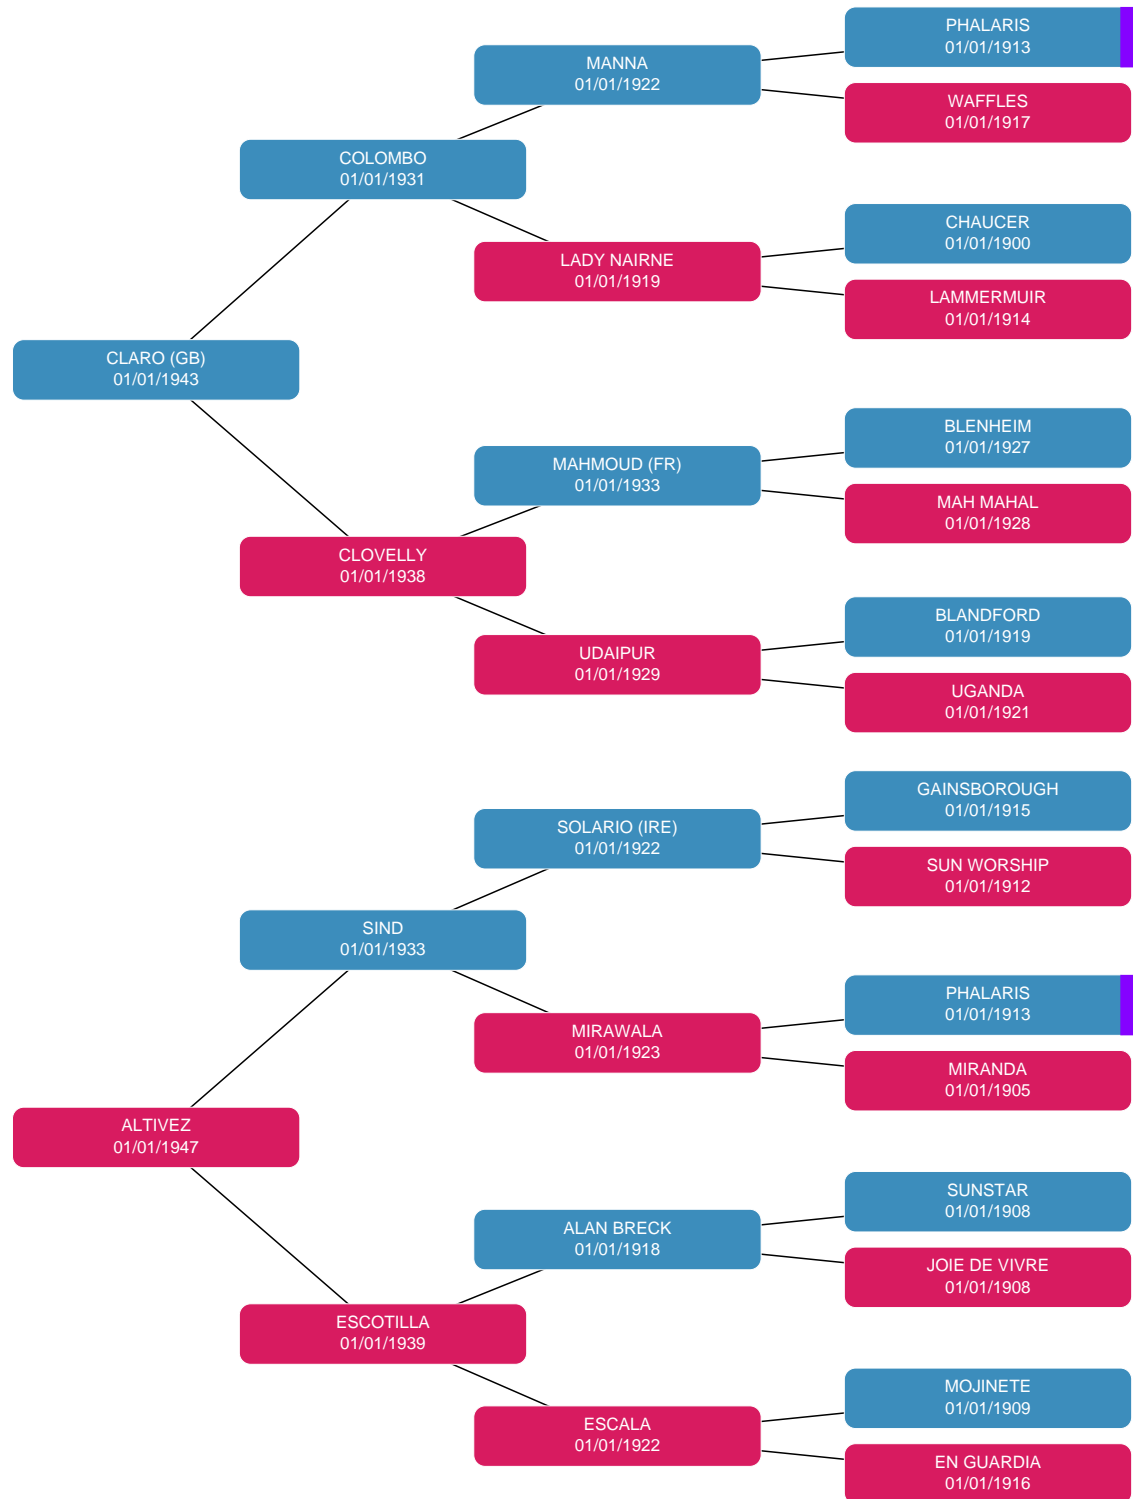 PHALARIS
01/01/1913
MANNA
01/01/1922
WAFFLES
01/01/1917
COLOMBO
01/01/1931
CHAUCER
01/01/1900
LADY NAIRNE
01/01/1919
LAMMERMUIR
01/01/1914
CLARO (GB)
01/01/1943
BLENHEIM
01/01/1927
MAHMOUD (FR)
01/01/1933
MAH MAHAL
01/01/1928
CLOVELLY
01/01/1938
BLANDFORD
01/01/1919
UDAIPUR
01/01/1929
UGANDA
01/01/1921
GAINSBOROUGH
01/01/1915
SOLARIO (IRE)
01/01/1922
SUN WORSHIP
01/01/1912
SIND
01/01/1933
PHALARIS
01/01/1913
MIRAWALA
01/01/1923
MIRANDA
01/01/1905
ALTIVEZ
01/01/1947
SUNSTAR
01/01/1908
ALAN BRECK
01/01/1918
JOIE DE VIVRE
01/01/1908
ESCOTILLA
01/01/1939
MOJINETE
01/01/1909
ESCALA
01/01/1922
EN GUARDIA
01/01/1916